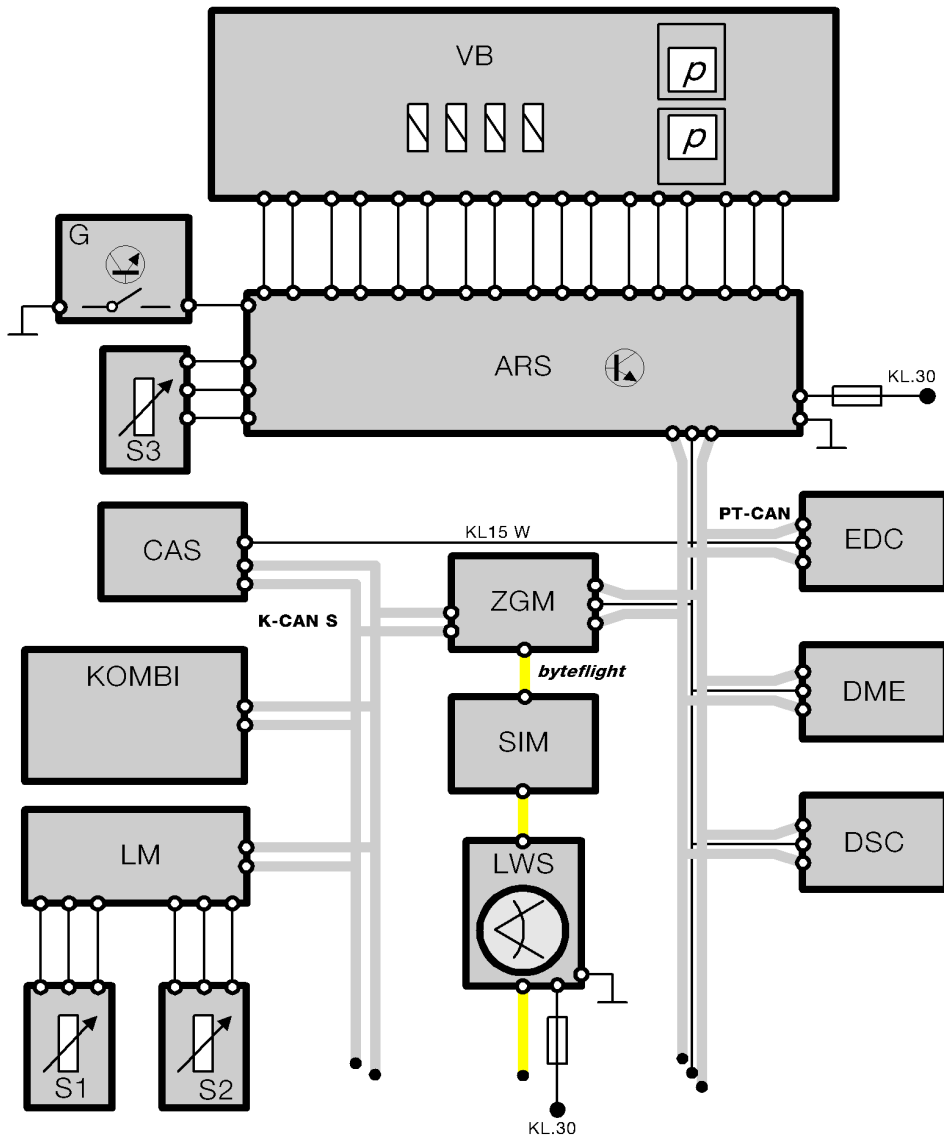 VB
p
p
G
ARS
KL.30
S3
PT-CAN
CAS
KL15 W
EDC
ZGM
K-CAN S
byteflight
KOMBI
DME
SIM
LM
LWS
DSC
S1
S2
KL.30